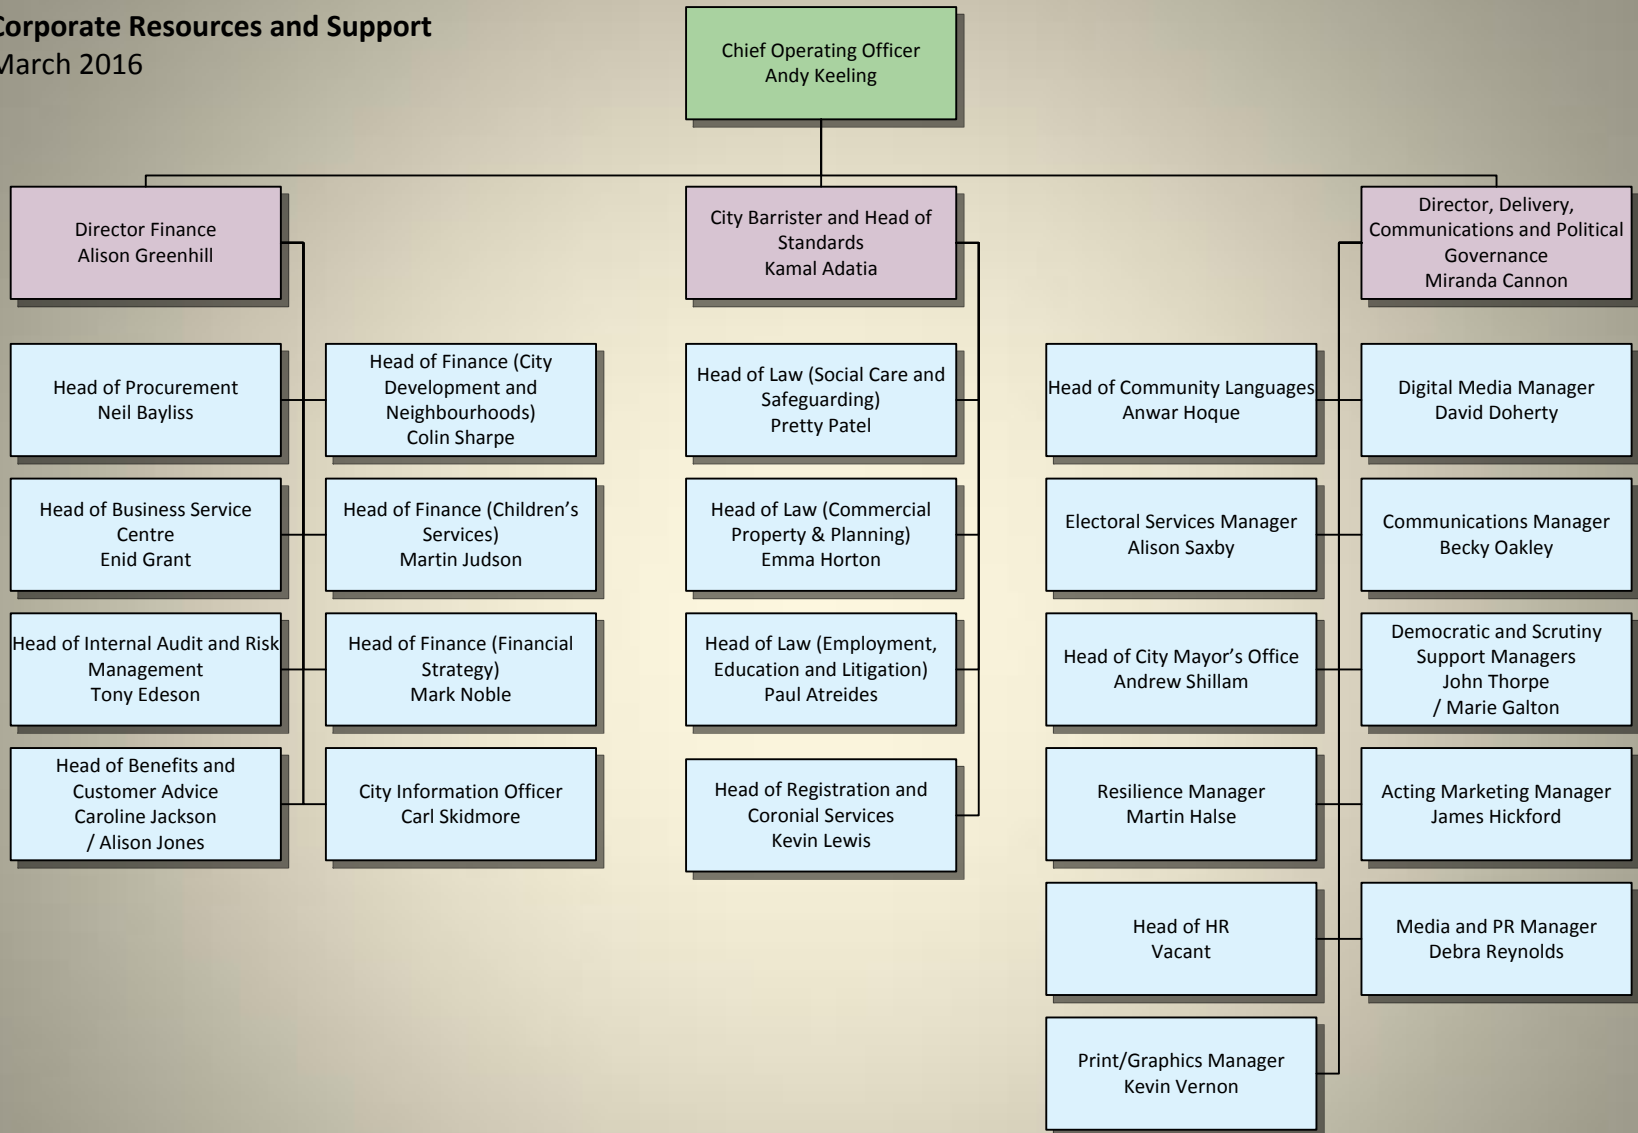 Corporate Resources and Support
March 2016
Chief Operating Officer
Andy Keeling
Director Finance
Alison Greenhill
City Barrister and Head of
Standards
Kamal Adatia
Director, Delivery,
Communications and Political
Governance
Miranda Cannon
Head of Procurement
Neil Bayliss
Head of Finance (City
Development and
Neighbourhoods)
Colin Sharpe
Head of Law (Social Care and
Safeguarding)
Pretty Patel
Head of Community Languages
Anwar Hoque
Digital Media Manager
David Doherty
Head of Business Service
Centre
Enid Grant
Head of Finance (Children’s
Services)
Martin Judson
Head of Law (Commercial
Property & Planning)
Emma Horton
Electoral Services Manager
Alison Saxby
Communications Manager
Becky Oakley
Head of Internal Audit and Risk
Management
Tony Edeson
Head of Finance (Financial
Strategy)
Mark Noble
Head of Law (Employment,
Education and Litigation)
Paul Atreides
Head of City Mayor’s Office
Andrew Shillam
Democratic and Scrutiny
Support Managers
John Thorpe
/ Marie Galton
Head of Benefits and
Customer Advice
Caroline Jackson
/ Alison Jones
City Information Officer
Carl Skidmore
Head of Registration and
Coronial Services
Kevin Lewis
Resilience Manager
Martin Halse
Acting Marketing Manager
James Hickford
Head of HR
Vacant
Media and PR Manager
Debra Reynolds
Print/Graphics Manager
Kevin Vernon